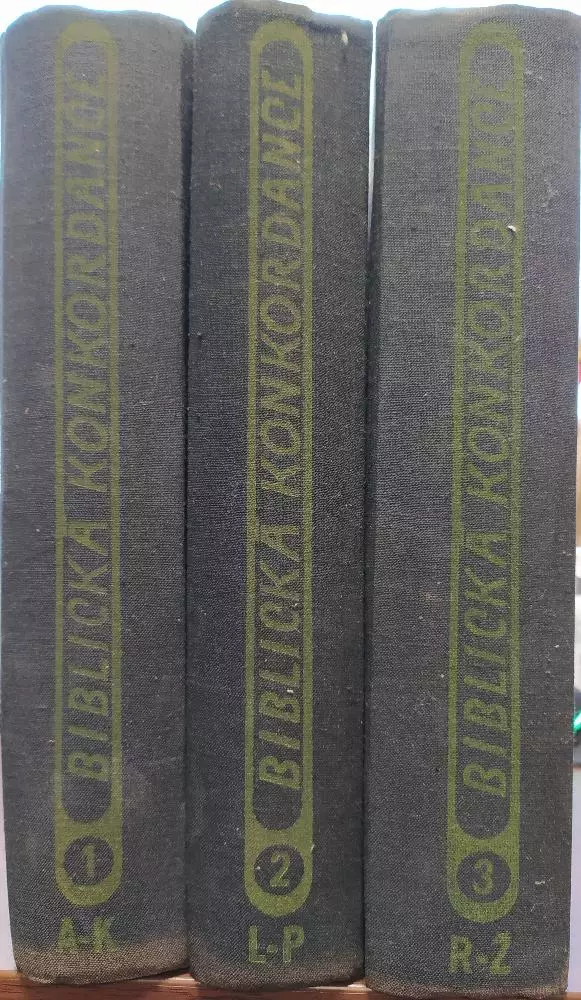 BIBLICKÁ KONKORDANCE
1
A-K
BIBLICKÁ KONKORDANCE
2
L-P
BIBLICKÁ KONKORDANCE
3
R-Ž